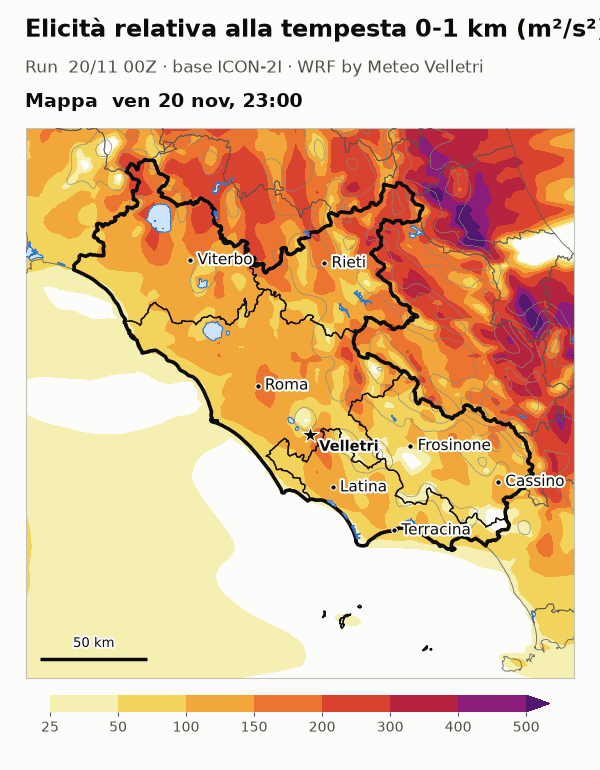 Elicità relativa alla tempesta 0-1 km (m²/s²)
Run  20/11 00Z · base ICON-2I · WRF by Meteo Velletri
Mappa  ven 20 nov, 23:00
Viterbo
Rieti
Roma
Velletri
Frosinone
Cassino
Latina
Terracina
50 km
25 50 100 150 200 300 400 500